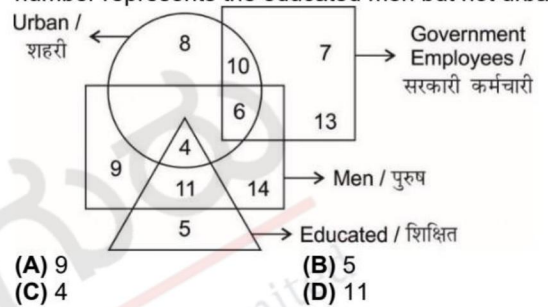 number represents the educated men but not urba
Urban /
शहरी
8
10
7
Government
Employees /
सरकारी कर्मचारी
6
13
4
9
11
14
Men / पुरुष
5
Educated / शिक्षित
(A) 9 (B) 5
(C) 4 (D) 11